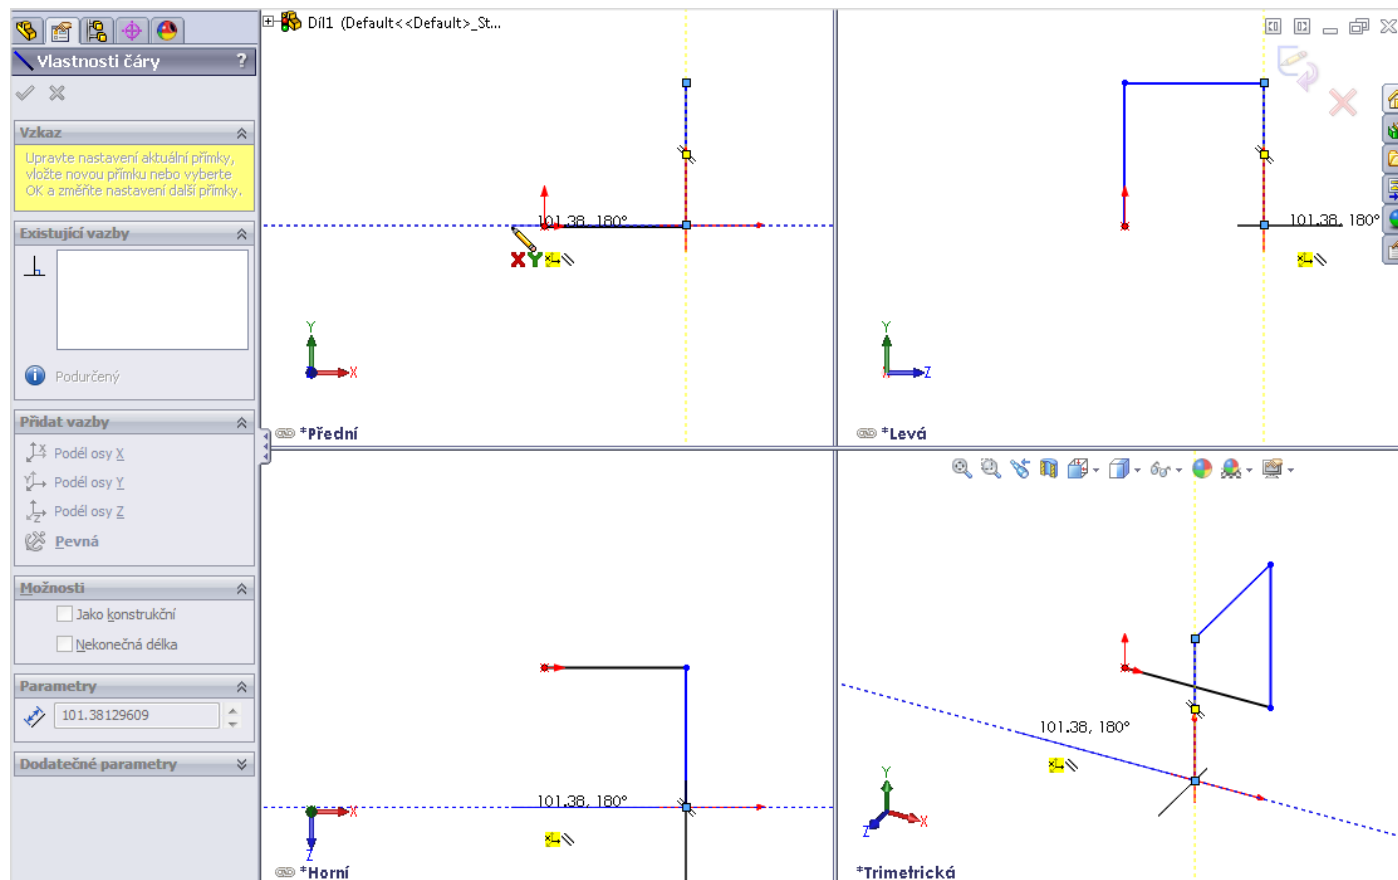 Vlastnosti čáry ?
Vzkaz
Upravte nastavení aktuální přímky,
vložte novou přímku nebo vyberte
OK a změňte nastavení další přímky.
Existující vazby
Podurčený
Přidat vazby
Podél osy X
Podél osy Y
Podél osy Z
Pevná
Možnosti
Jako konstrukční
Nekonečná délka
Parametry
101.38129609
Dodatečné parametry
Díl1 (Default<<Default>_St...
101.38, 180°
XY
Y
X
*Přední
101.38, 180°
Y
Z
*Levá
101.38, 180°
X
Z
*Horní
101.38, 180°
Y
X
Z
*Trimetrická